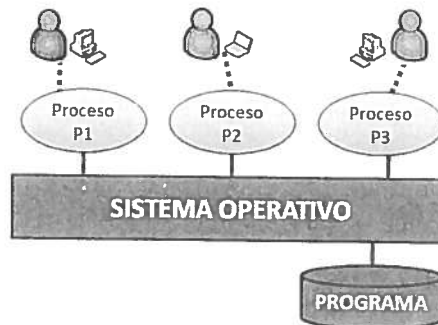 Proceso
P1
Proceso
P2
Proceso
P3
SISTEMA OPERATIVO
PROGRAMA